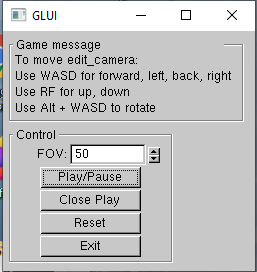 GLUI
Game message
To move edit_camera:
Use WASD for forward, left, back, right
Use RF for up, down
Use Alt + WASD to rotate
Control
FOV: 50
Play/Pause
Close Play
Reset
Exit